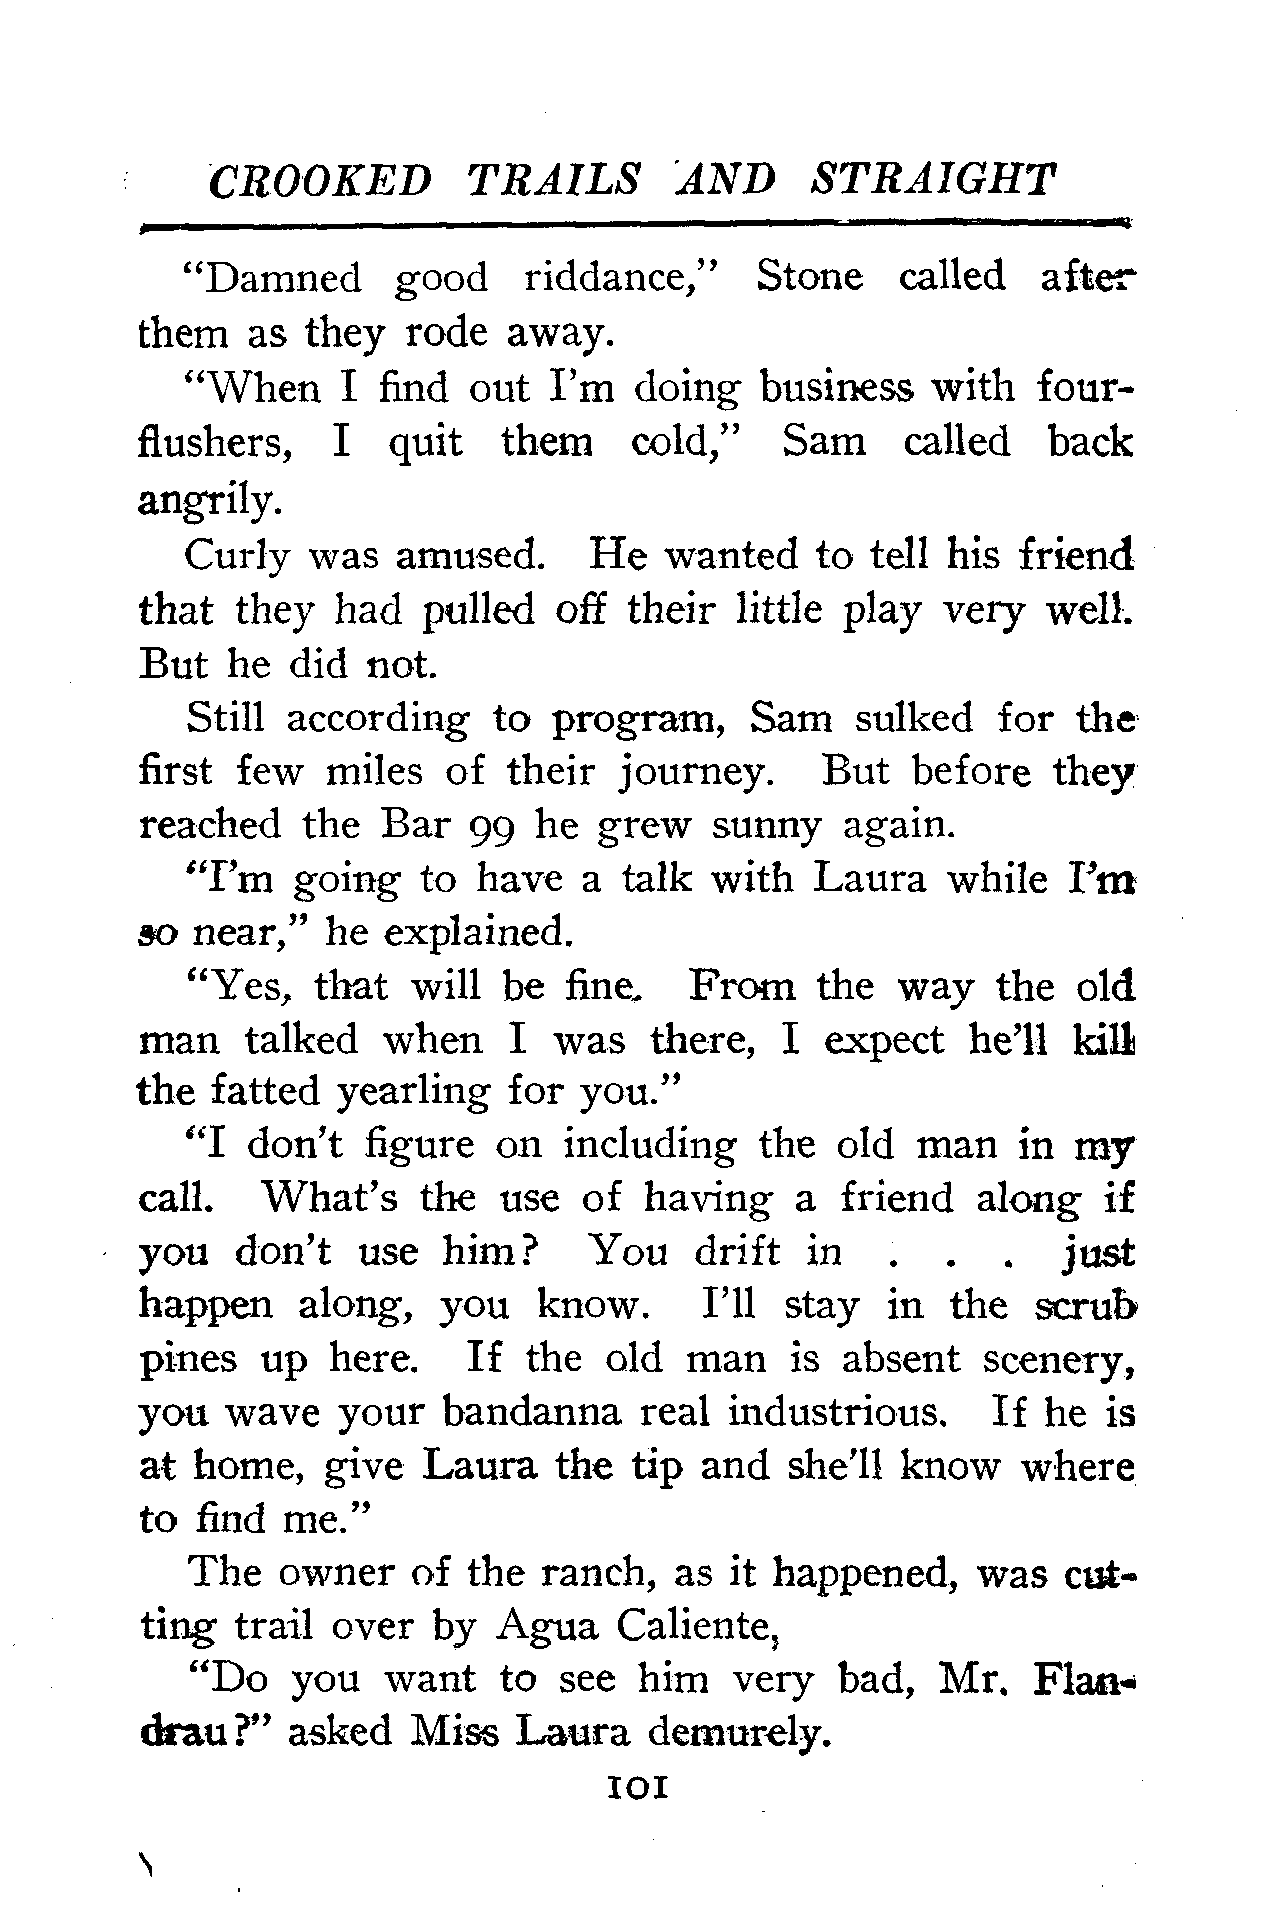 CROOKED TRAILS AND STRAIGHT
“Damned good riddance,” Stone called after
them as they rode away.
“When I find out I’m doing business with four-
flushers, I quit them cold,” Sam called back
angrily.
Curly was amused. He wanted to tell his friend
that they had pulled off their little play very well.
But he did not.
Still according to program, Sam sulked for the
first few miles of their journey. But before they
reached the Bar 99 he grew sunny again.
“I’m going to have a talk with Laura while I’m
so near,” he explained.
“Yes, that will be fine. From the way the old
man talked when I was there, I expect he’ll kill
the fatted yearling for you.”
“I don’t figure on including the old man in my
call. What’s the use of having a friend along if
you don’t use him? You drift in . . . just
happen along, you know. I’ll stay in the scrub
pines up here. If the old man is absent scenery,
you wave your bandanna real industrious. If he is
at home, give Laura the tip and she’ll know where
to find me.”
The owner of the ranch, as it happened, was cut-
ting trail over by Agua Caliente,
“Do you want to see him very bad, Mr. Flan-
drau?” asked Miss Laura demurely.
101